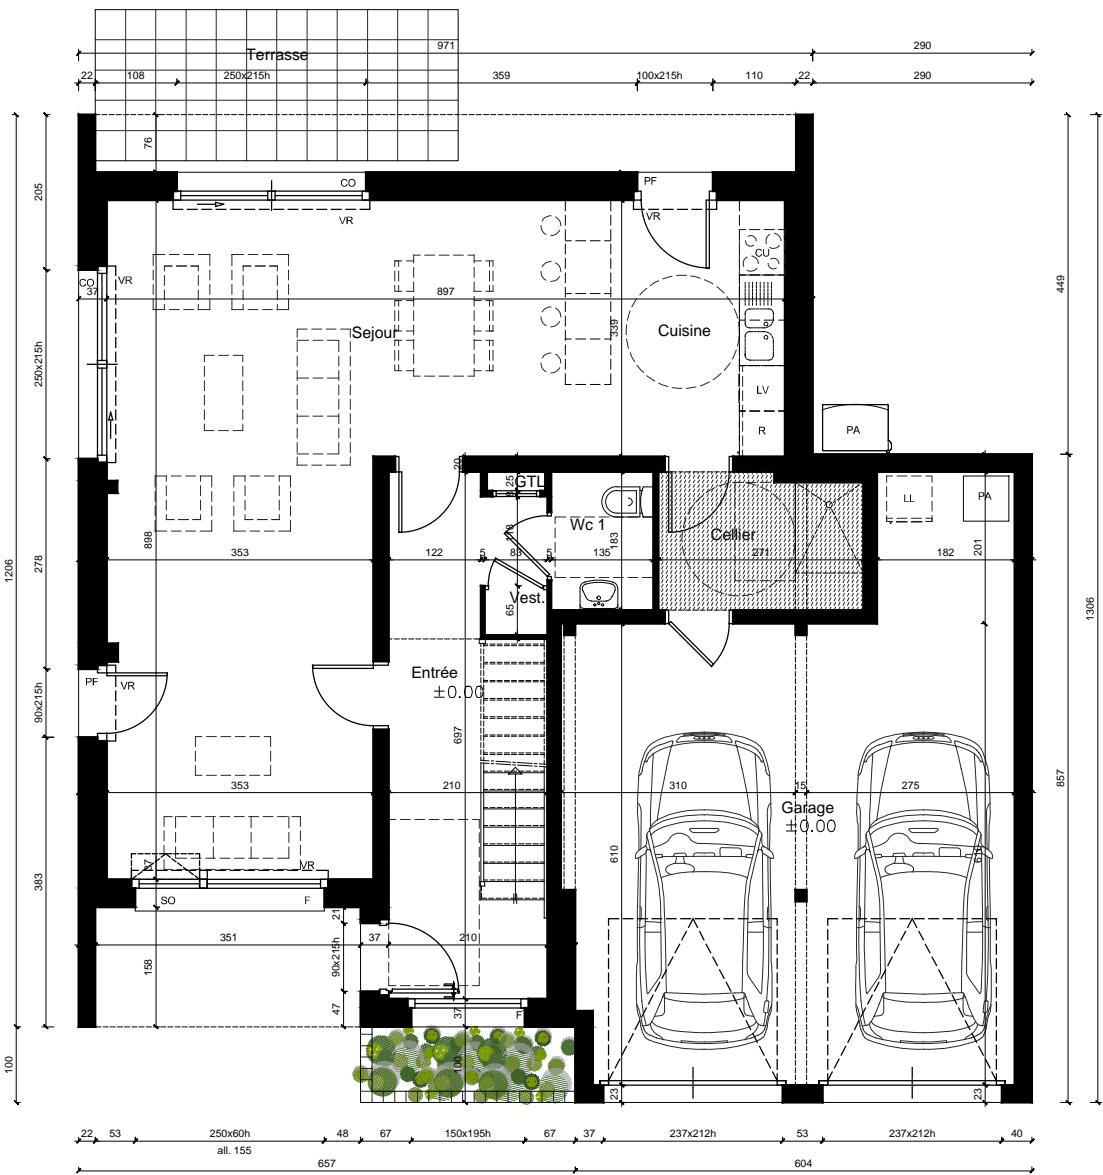 Terrasse
971
290
22
108
250x215h
359
100x215h
110
22
290
76
CO
VR
PF
VR
CU
205
CO
37
VR
897
449
Sejour
339
Cuisine
250x215h
LV
R
PA
20
25
GTL
LL
PA
Wc 1
183
Cellier
201
898
353
122
5
83
5
135
271
182
278
1206
1306
Vest.
65
Entrée
±0.00
PF
VR
90x215h
697
353
210
310
15
275
857
Garage
±0.00
610
37
VR
383
SO
F
21
351
37
210
158
90x215h
47
37
F
100
100
23
23
22
53
250x60h
48
67
150x195h
67
37
237x212h
53
237x212h
40
all. 155
657
604